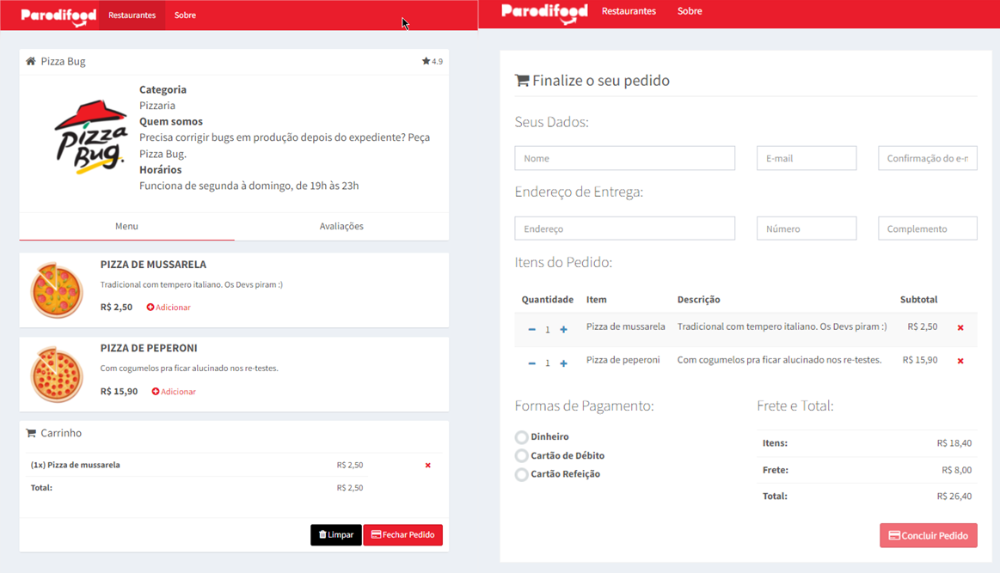 Parodifood Restaurantes Sobre
Pizza Bug 4.9
Pizza Bug.
Categoria
Pizzaria
Quem somos
Precisa corrigir bugs em produção depois do expediente? Peça
Pizza Bug.
Horários
Funciona de segunda à domingo, de 19h às 23h
Menu Avaliações
PIZZA DE MUSSARELA
Tradicional com tempero italiano. Os Devs piram :)
R$ 2,50 Adicionar
PIZZA DE PEPERONI
Com cogumelos pra ficar alucinado nos re-testes.
R$ 15,90 Adicionar
Carrinho
(1x) Pizza de mussarela R$ 2,50
Total: R$ 2,50
Limpar Fechar Pedido
Parodifood Restaurantes Sobre
Finalize o seu pedido
Seus Dados:
Nome E-mail Confirmação do e-m
Endereço de Entrega:
Endereço Número Complemento
Itens do Pedido:
Quantidade Item Descrição Subtotal
1 Pizza de mussarela Tradicional com tempero italiano. Os Devs piram :) R$ 2,50
1 Pizza de peperoni Com cogumelos pra ficar alucinado nos re-testes. R$ 15,90
Formas de Pagamento:
Dinheiro
Cartão de Débito
Cartão Refeição
Frete e Total:
Itens: R$ 18,40
Frete: R$ 8,00
Total: R$ 26,40
Concluir Pedido